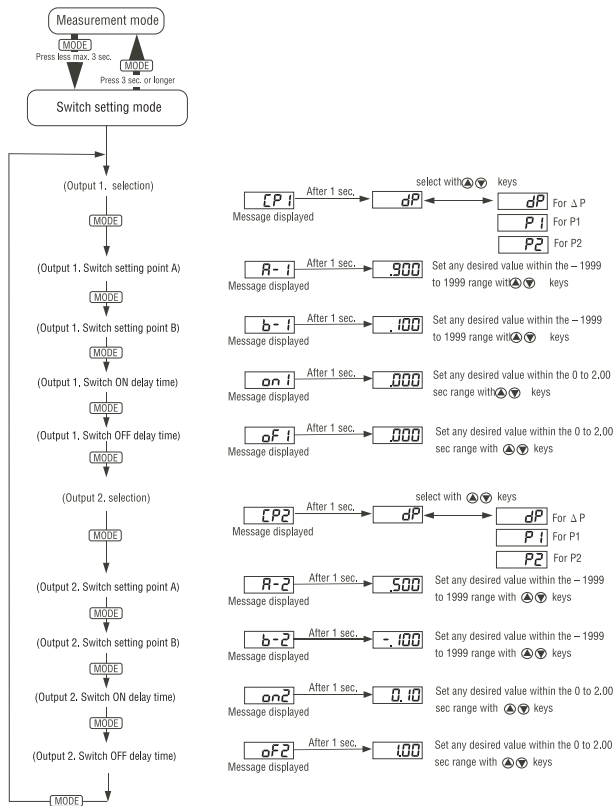 Measurement mode
MODE
Press less max. 3 sec.
MODE
Press 3 sec. or longer
Switch setting mode
(Output 1. selection)
MODE
CP1 After 1 sec. dP select with keys dP For Δ P
Message displayed
P1 For P1
P2 For P2
(Output 1. Switch setting point A)
MODE
A-1 After 1 sec. .900 Set any desired value within the – 1999
Message displayed to 1999 range with keys
(Output 1. Switch setting point B)
MODE
b-1 After 1 sec. .100 Set any desired value within the – 1999
Message displayed to 1999 range with keys
(Output 1. Switch ON delay time)
MODE
on1 After 1 sec. .000 Set any desired value within the 0 to 2.00
Message displayed sec range with keys
(Output 1. Switch OFF delay time)
MODE
oF1 After 1 sec. .000 Set any desired value within the 0 to 2.00
Message displayed sec range with keys
(Output 2. selection)
MODE
CP2 After 1 sec. dP select with keys dP For Δ P
Message displayed
P1 For P1
P2 For P2
(Output 2. Switch setting point A)
MODE
A-2 After 1 sec. .500 Set any desired value within the – 1999
Message displayed to 1999 range with keys
(Output 2. Switch setting point B)
MODE
b-2 After 1 sec. -.100 Set any desired value within the – 1999
Message displayed to 1999 range with keys
(Output 2. Switch ON delay time)
MODE
on2 After 1 sec. 0.10 Set any desired value within the 0 to 2.00
Message displayed sec range with keys
(Output 2. Switch OFF delay time)
oF2 After 1 sec. 1.00 Set any desired value within the 0 to 2.00
Message displayed sec range with keys
MODE